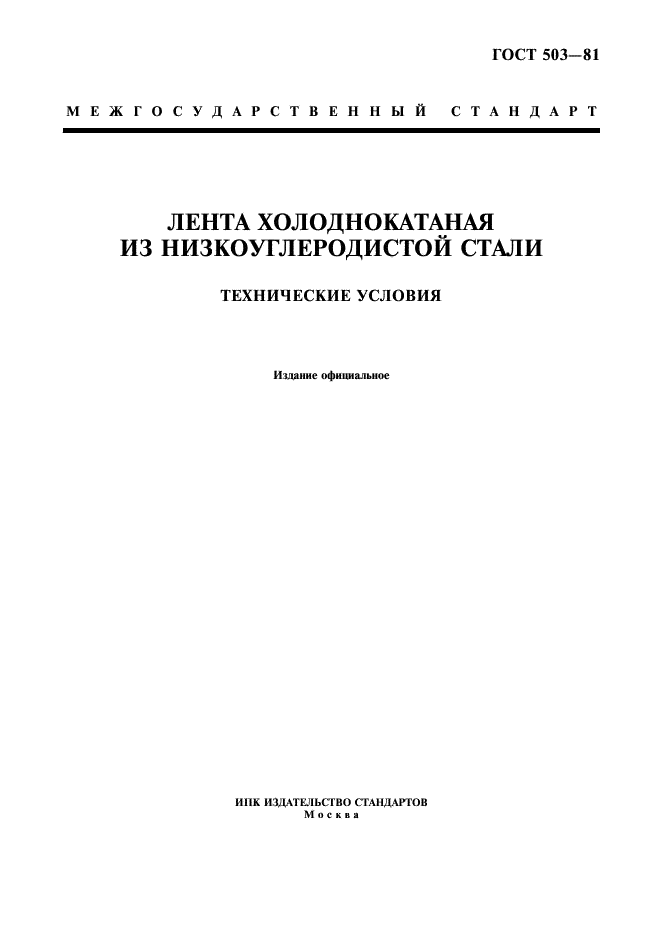 ГОСТ 503—81
МЕЖГОСУДАРСТВЕННЫЙ СТАНДАРТ
ЛЕНТА ХОЛОДНОКАТАНАЯ
ИЗ НИЗКОУГЛЕРОДИСТОЙ СТАЛИ
ТЕХНИЧЕСКИЕ УСЛОВИЯ
Издание официальное
ИПК ИЗДАТЕЛЬСТВО СТАНДАРТОВ
Москва